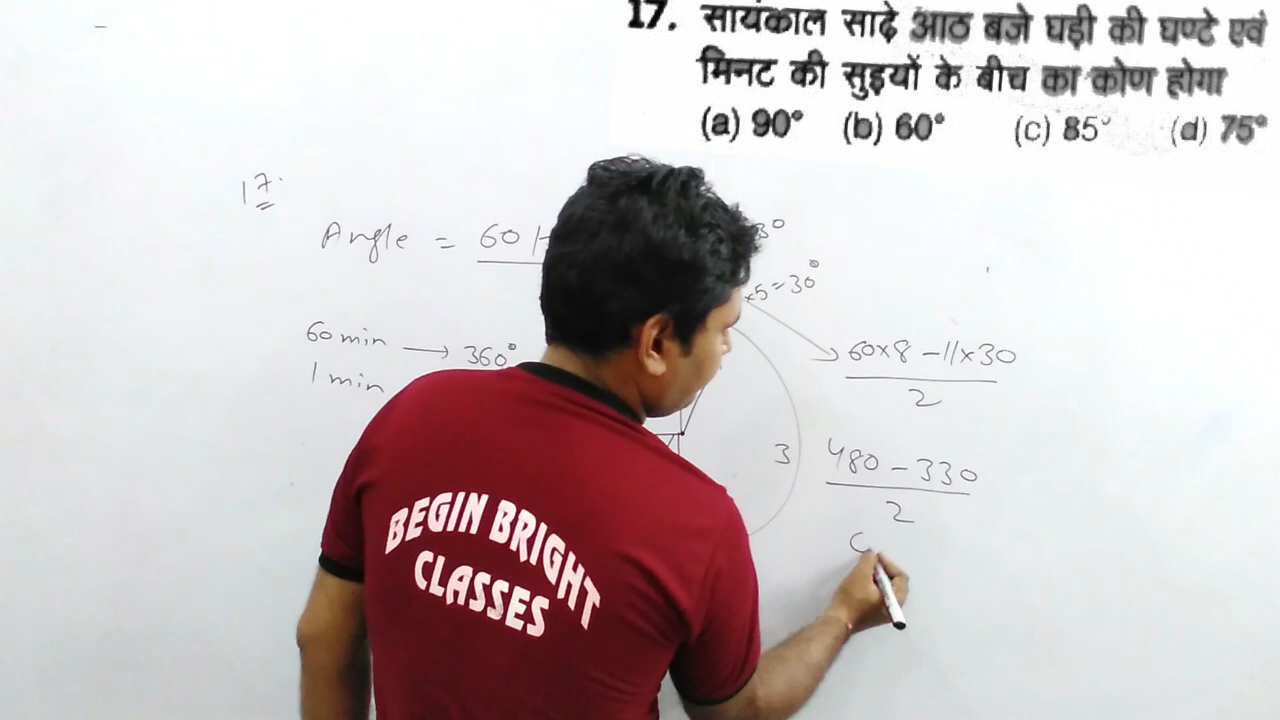 17. सायंकाल साढ़े आठ बजे घड़ी की घण्टे एवं
मिनट की सुइयों के बीच का कोण होगा
(a) 90° (b) 60° (c) 85° (d) 75°
17.
Angle = 60 H
3°
×5=30°
60 min → 360°
1 min
60×8 - 11×30
2
3
480 - 330
2
BEGIN BRIGHT
CLASSES